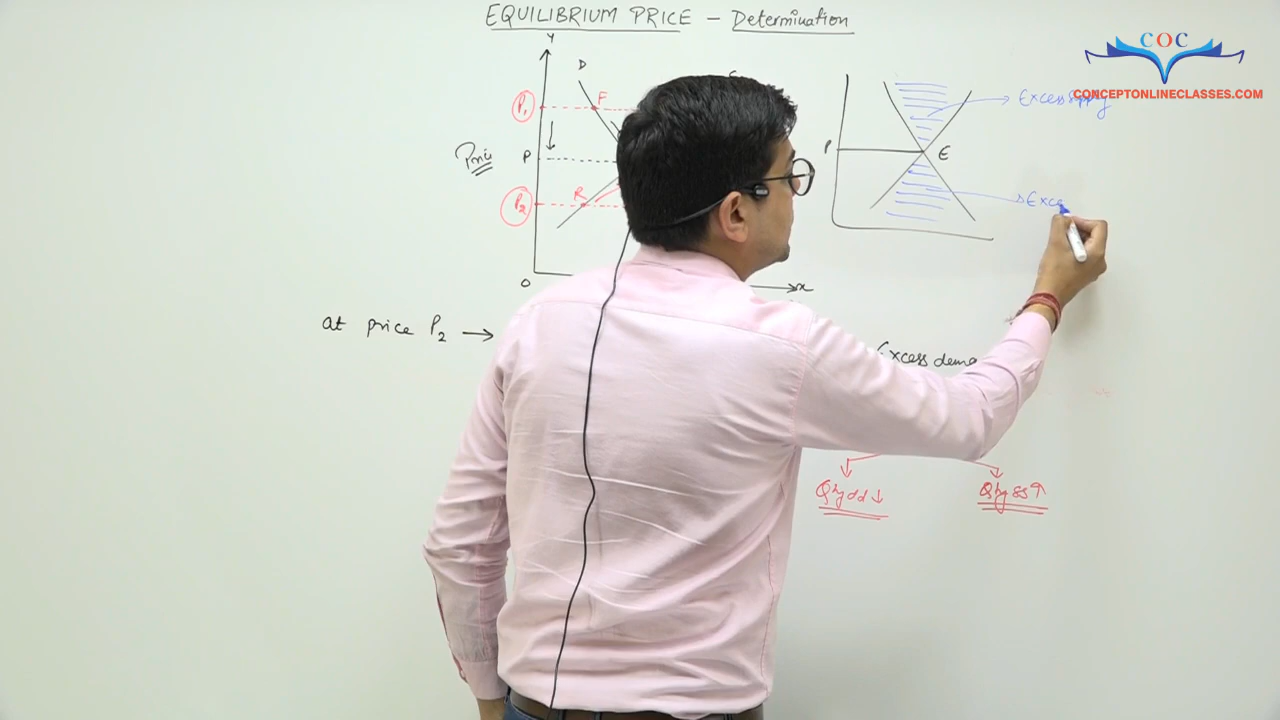 EQUILIBRIUM PRICE - Determination
COC
CONCEPTONLINECLASSES.COM
Y
D
P1
F
Price
P
P2
R
O
x
P
E
Excess supply
Exce
at price P2 →
Excess dema
Qty dd ↓
Qty ss ↑